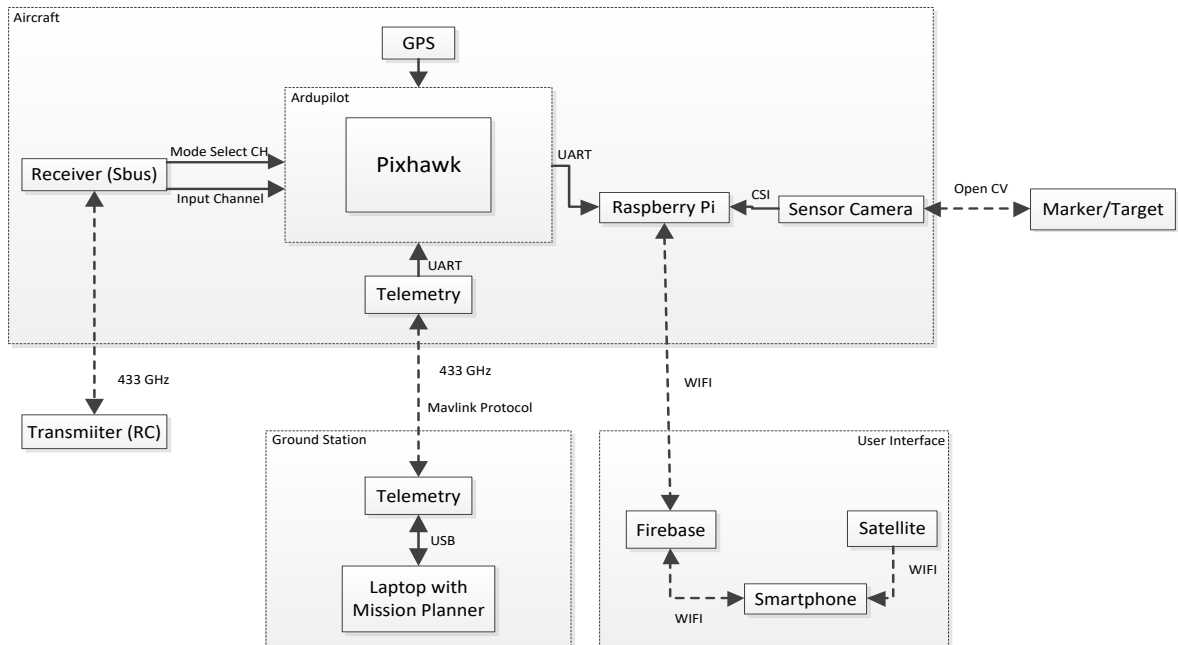 Aircraft
GPS
Ardupilot
Pixhawk
Mode Select CH
Receiver (Sbus)
Input Channel
UART
Raspberry Pi
CSI
Sensor Camera
Open CV
Marker/Target
UART
Telemetry
433 GHz
Transmiiter (RC)
433 GHz
Mavlink Protocol
WIFI
Ground Station
Telemetry
USB
Laptop with
Mission Planner
User Interface
Firebase
Satellite
WIFI
Smartphone
WIFI